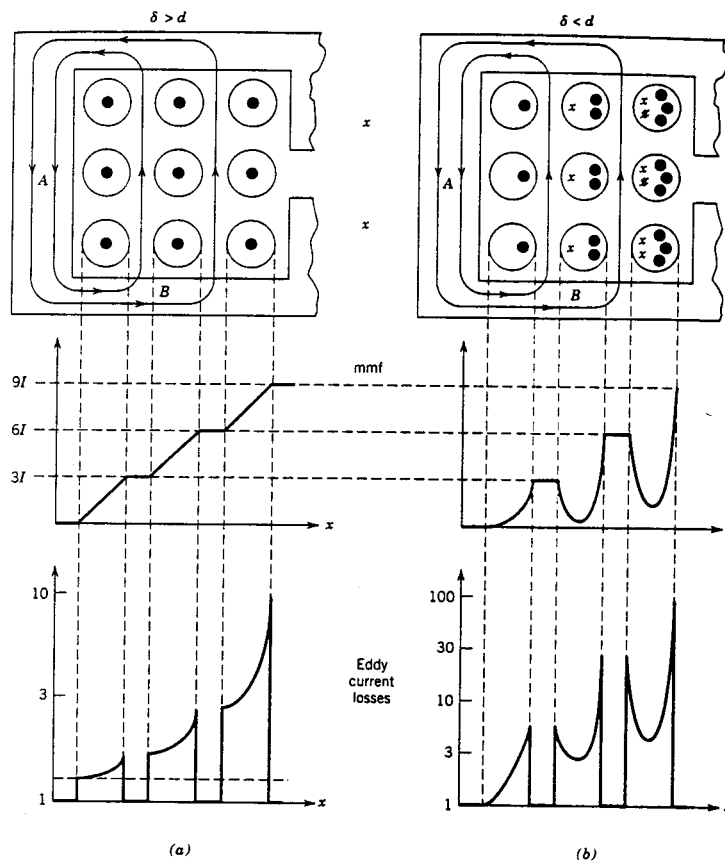 δ > d
δ < d
x
x
A
B
x
x
x
x
x
x
x
x
x
A
B
mmf
9I
6I
3I
x
10
3
1
x
Eddy
current
losses
100
30
10
3
1
(a)
(b)